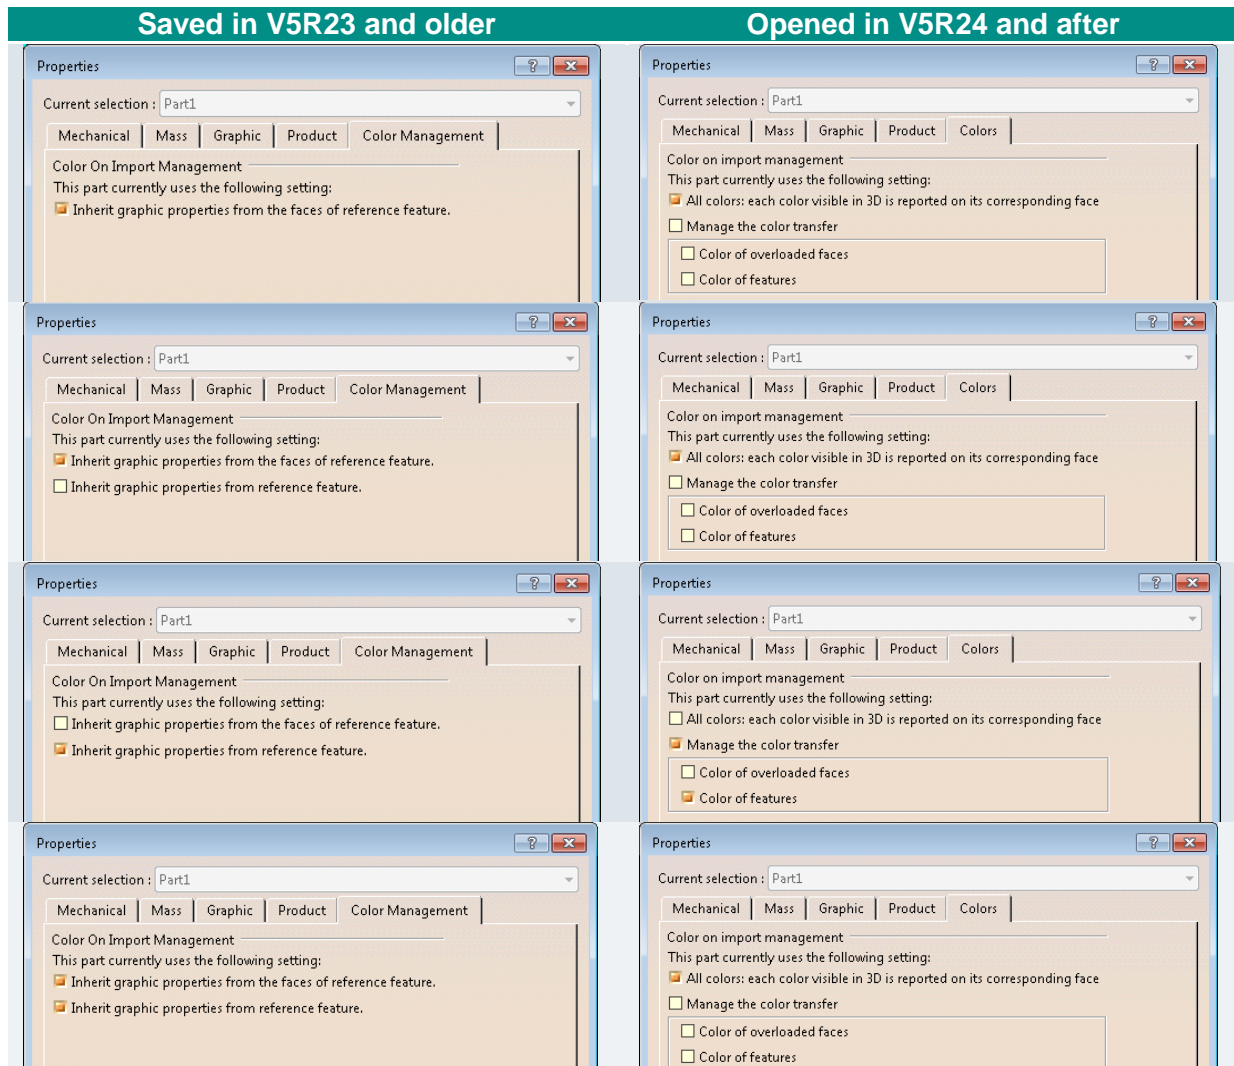 Saved in V5R23 and older
Opened in V5R24 and after
Properties
?
Current selection : Part1
Mechanical Mass Graphic Product Color Management
Color On Import Management
This part currently uses the following setting:
Inherit graphic properties from the faces of reference feature.
Properties
?
Current selection : Part1
Mechanical Mass Graphic Product Colors
Color on import management
This part currently uses the following setting:
All colors: each color visible in 3D is reported on its corresponding face
Manage the color transfer
Color of overloaded faces
Color of features
Properties
?
Current selection : Part1
Mechanical Mass Graphic Product Color Management
Color On Import Management
This part currently uses the following setting:
Inherit graphic properties from the faces of reference feature.
Inherit graphic properties from reference feature.
Properties
?
Current selection : Part1
Mechanical Mass Graphic Product Colors
Color on import management
This part currently uses the following setting:
All colors: each color visible in 3D is reported on its corresponding face
Manage the color transfer
Color of overloaded faces
Color of features
Properties
?
Current selection : Part1
Mechanical Mass Graphic Product Color Management
Color On Import Management
This part currently uses the following setting:
Inherit graphic properties from the faces of reference feature.
Inherit graphic properties from reference feature.
Properties
?
Current selection : Part1
Mechanical Mass Graphic Product Colors
Color on import management
This part currently uses the following setting:
All colors: each color visible in 3D is reported on its corresponding face
Manage the color transfer
Color of overloaded faces
Color of features
Properties
?
Current selection : Part1
Mechanical Mass Graphic Product Color Management
Color On Import Management
This part currently uses the following setting:
Inherit graphic properties from the faces of reference feature.
Inherit graphic properties from reference feature.
Properties
?
Current selection : Part1
Mechanical Mass Graphic Product Colors
Color on import management
This part currently uses the following setting:
All colors: each color visible in 3D is reported on its corresponding face
Manage the color transfer
Color of overloaded faces
Color of features